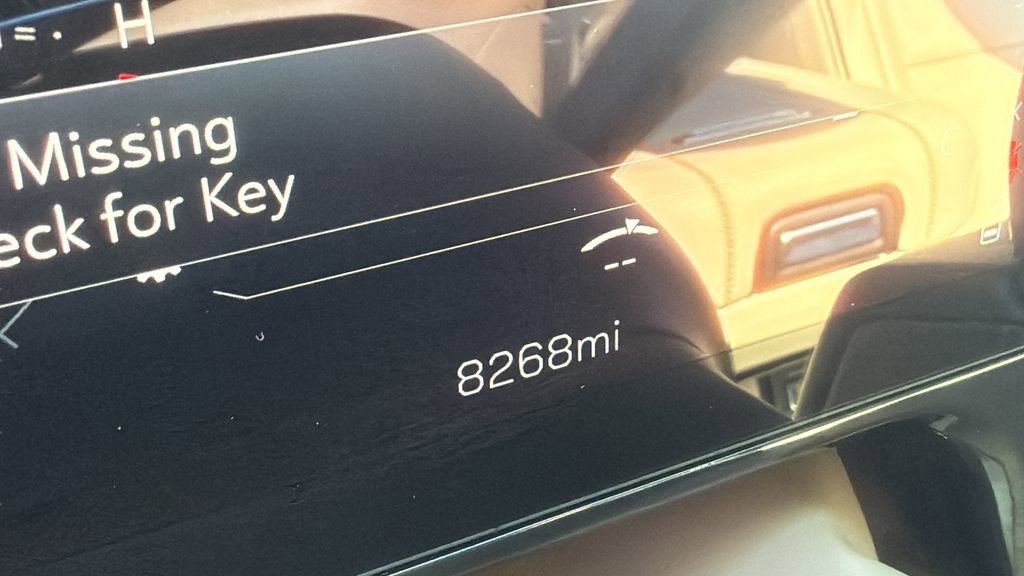 H
Missing
eck for Key
8268mi
--
C